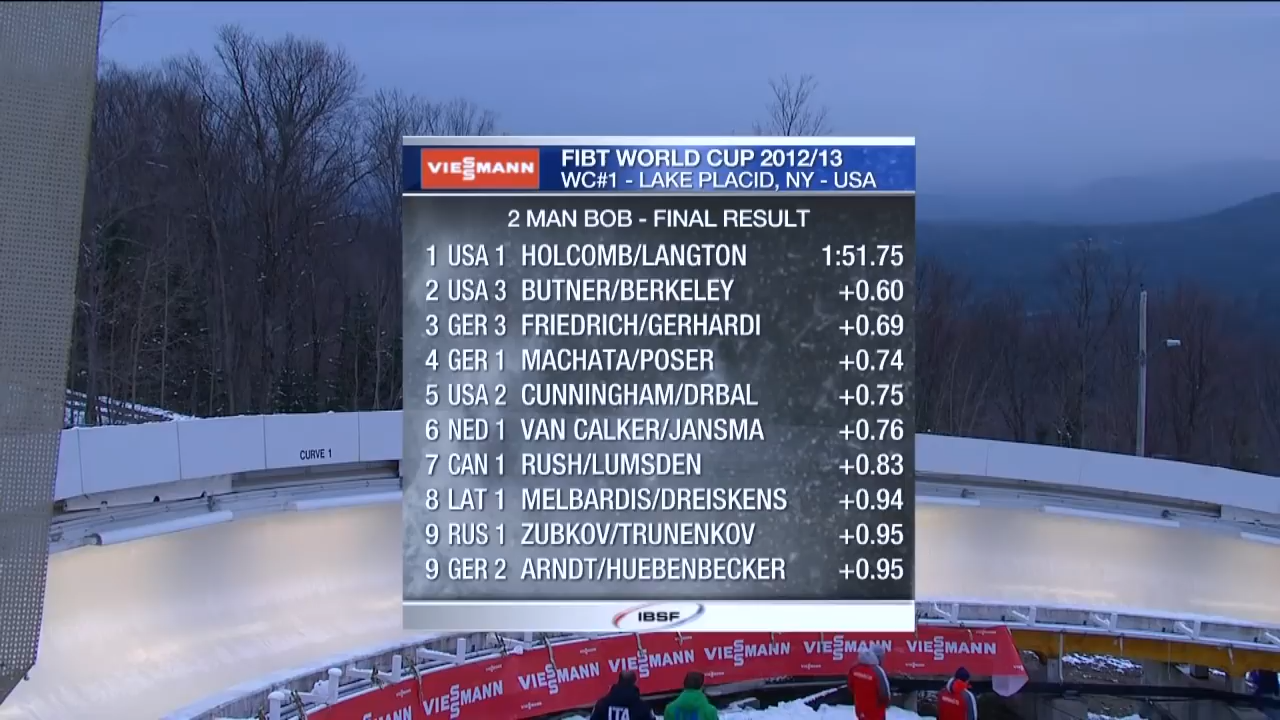 VIESSMANN
FIBT WORLD CUP 2012/13
WC#1 - LAKE PLACID, NY - USA
2 MAN BOB - FINAL RESULT
1 USA 1 HOLCOMB/LANGTON 1:51.75
2 USA 3 BUTNER/BERKELEY +0.60
3 GER 3 FRIEDRICH/GERHARDI +0.69
4 GER 1 MACHATA/POSER +0.74
5 USA 2 CUNNINGHAM/DRBAL +0.75
6 NED 1 VAN CALKER/JANSMA +0.76
7 CAN 1 RUSH/LUMSDEN +0.83
8 LAT 1 MELBARDIS/DREISKENS +0.94
9 RUS 1 ZUBKOV/TRUNENKOV +0.95
9 GER 2 ARNDT/HUEBENBECKER +0.95
IBSF
CURVE 1
VIESSMANN VIESSMANN VIESSMANN VIESSMANN VIESSMANN VIESSMANN
ITA